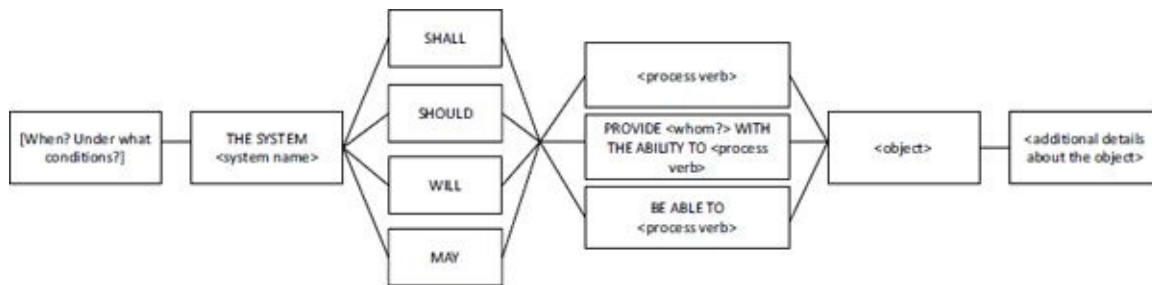 [When? Under what
conditions?]
THE SYSTEM
<system name>
SHALL
SHOULD
WILL
MAY
<process verb>
PROVIDE <whom?> WITH
THE ABILITY TO <process
verb>
BE ABLE TO
<process verb>
<object>
<additional details
about the object>